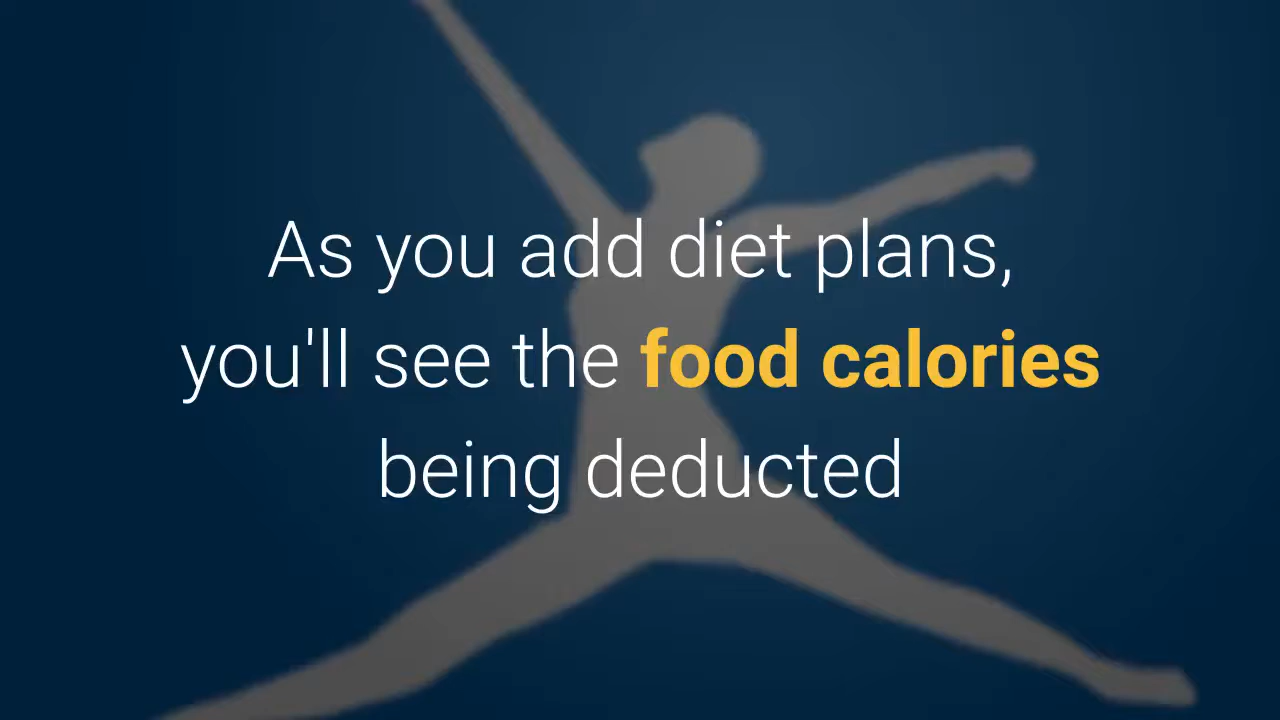 As you add diet plans,
you'll see the food calories
being deducted